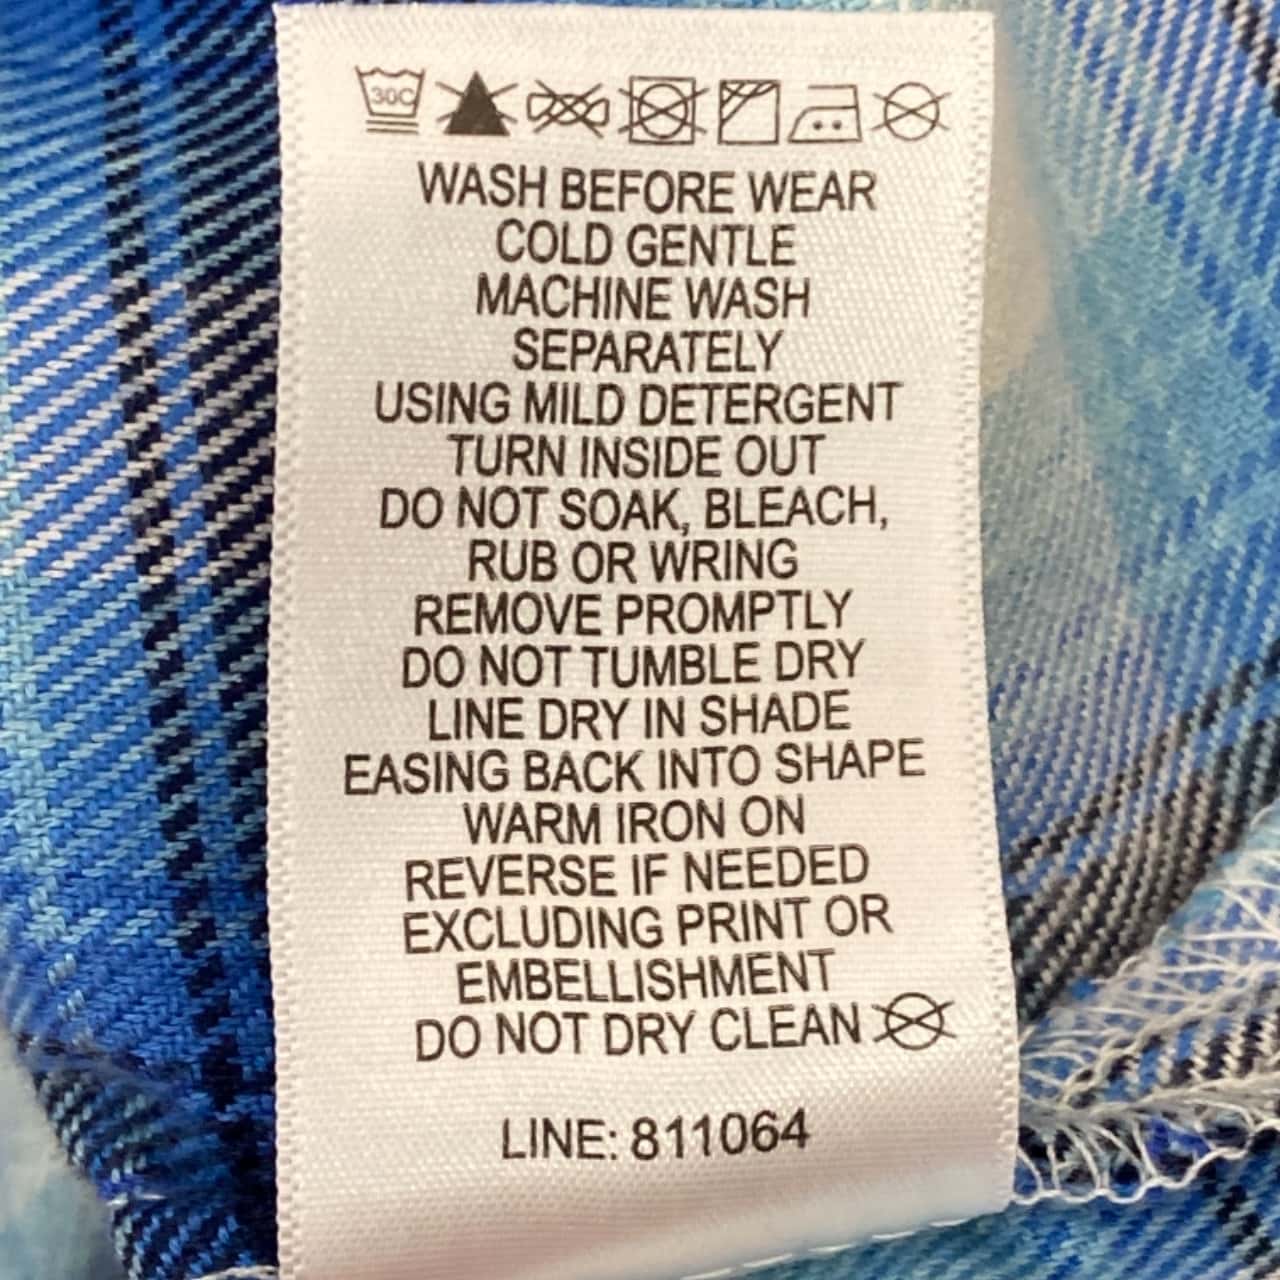 30C
WASH BEFORE WEAR
COLD GENTLE
MACHINE WASH
SEPARATELY
USING MILD DETERGENT
TURN INSIDE OUT
DO NOT SOAK, BLEACH,
RUB OR WRING
REMOVE PROMPTLY
DO NOT TUMBLE DRY
LINE DRY IN SHADE
EASING BACK INTO SHAPE
WARM IRON ON
REVERSE IF NEEDED
EXCLUDING PRINT OR
EMBELLISHMENT
DO NOT DRY CLEAN
LINE: 811064